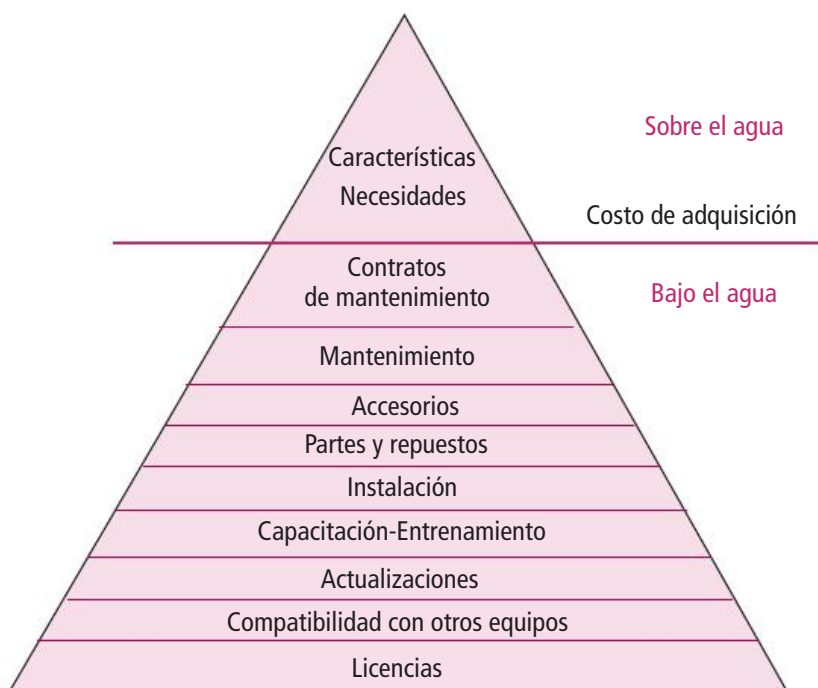 Sobre el agua
Características
Necesidades
Costo de adquisición
Contratos
de mantenimiento
Bajo el agua
Mantenimiento
Accesorios
Partes y repuestos
Instalación
Capacitación-Entrenamiento
Actualizaciones
Compatibilidad con otros equipos
Licencias